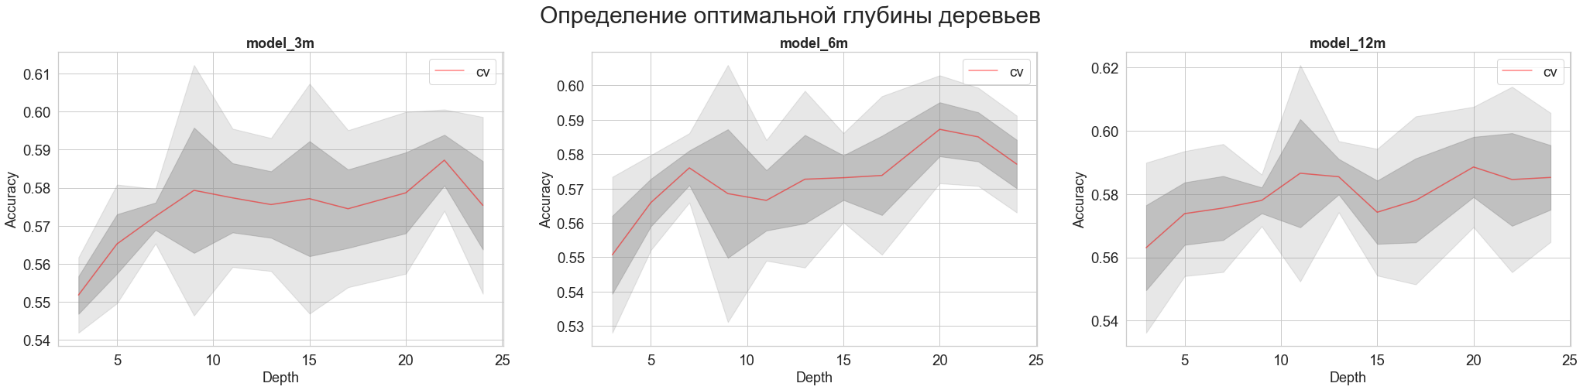 Определение оптимальной глубины деревьев
model_3m
0.61
0.60
0.59
0.58
0.57
0.56
0.55
0.54
Accuracy
cv
5 10 15 20 25
Depth
model_6m
0.60
0.59
0.58
0.57
0.56
0.55
0.54
0.53
Accuracy
cv
5 10 15 20 25
Depth
model_12m
0.62
0.60
0.58
0.56
0.54
Accuracy
cv
5 10 15 20 25
Depth